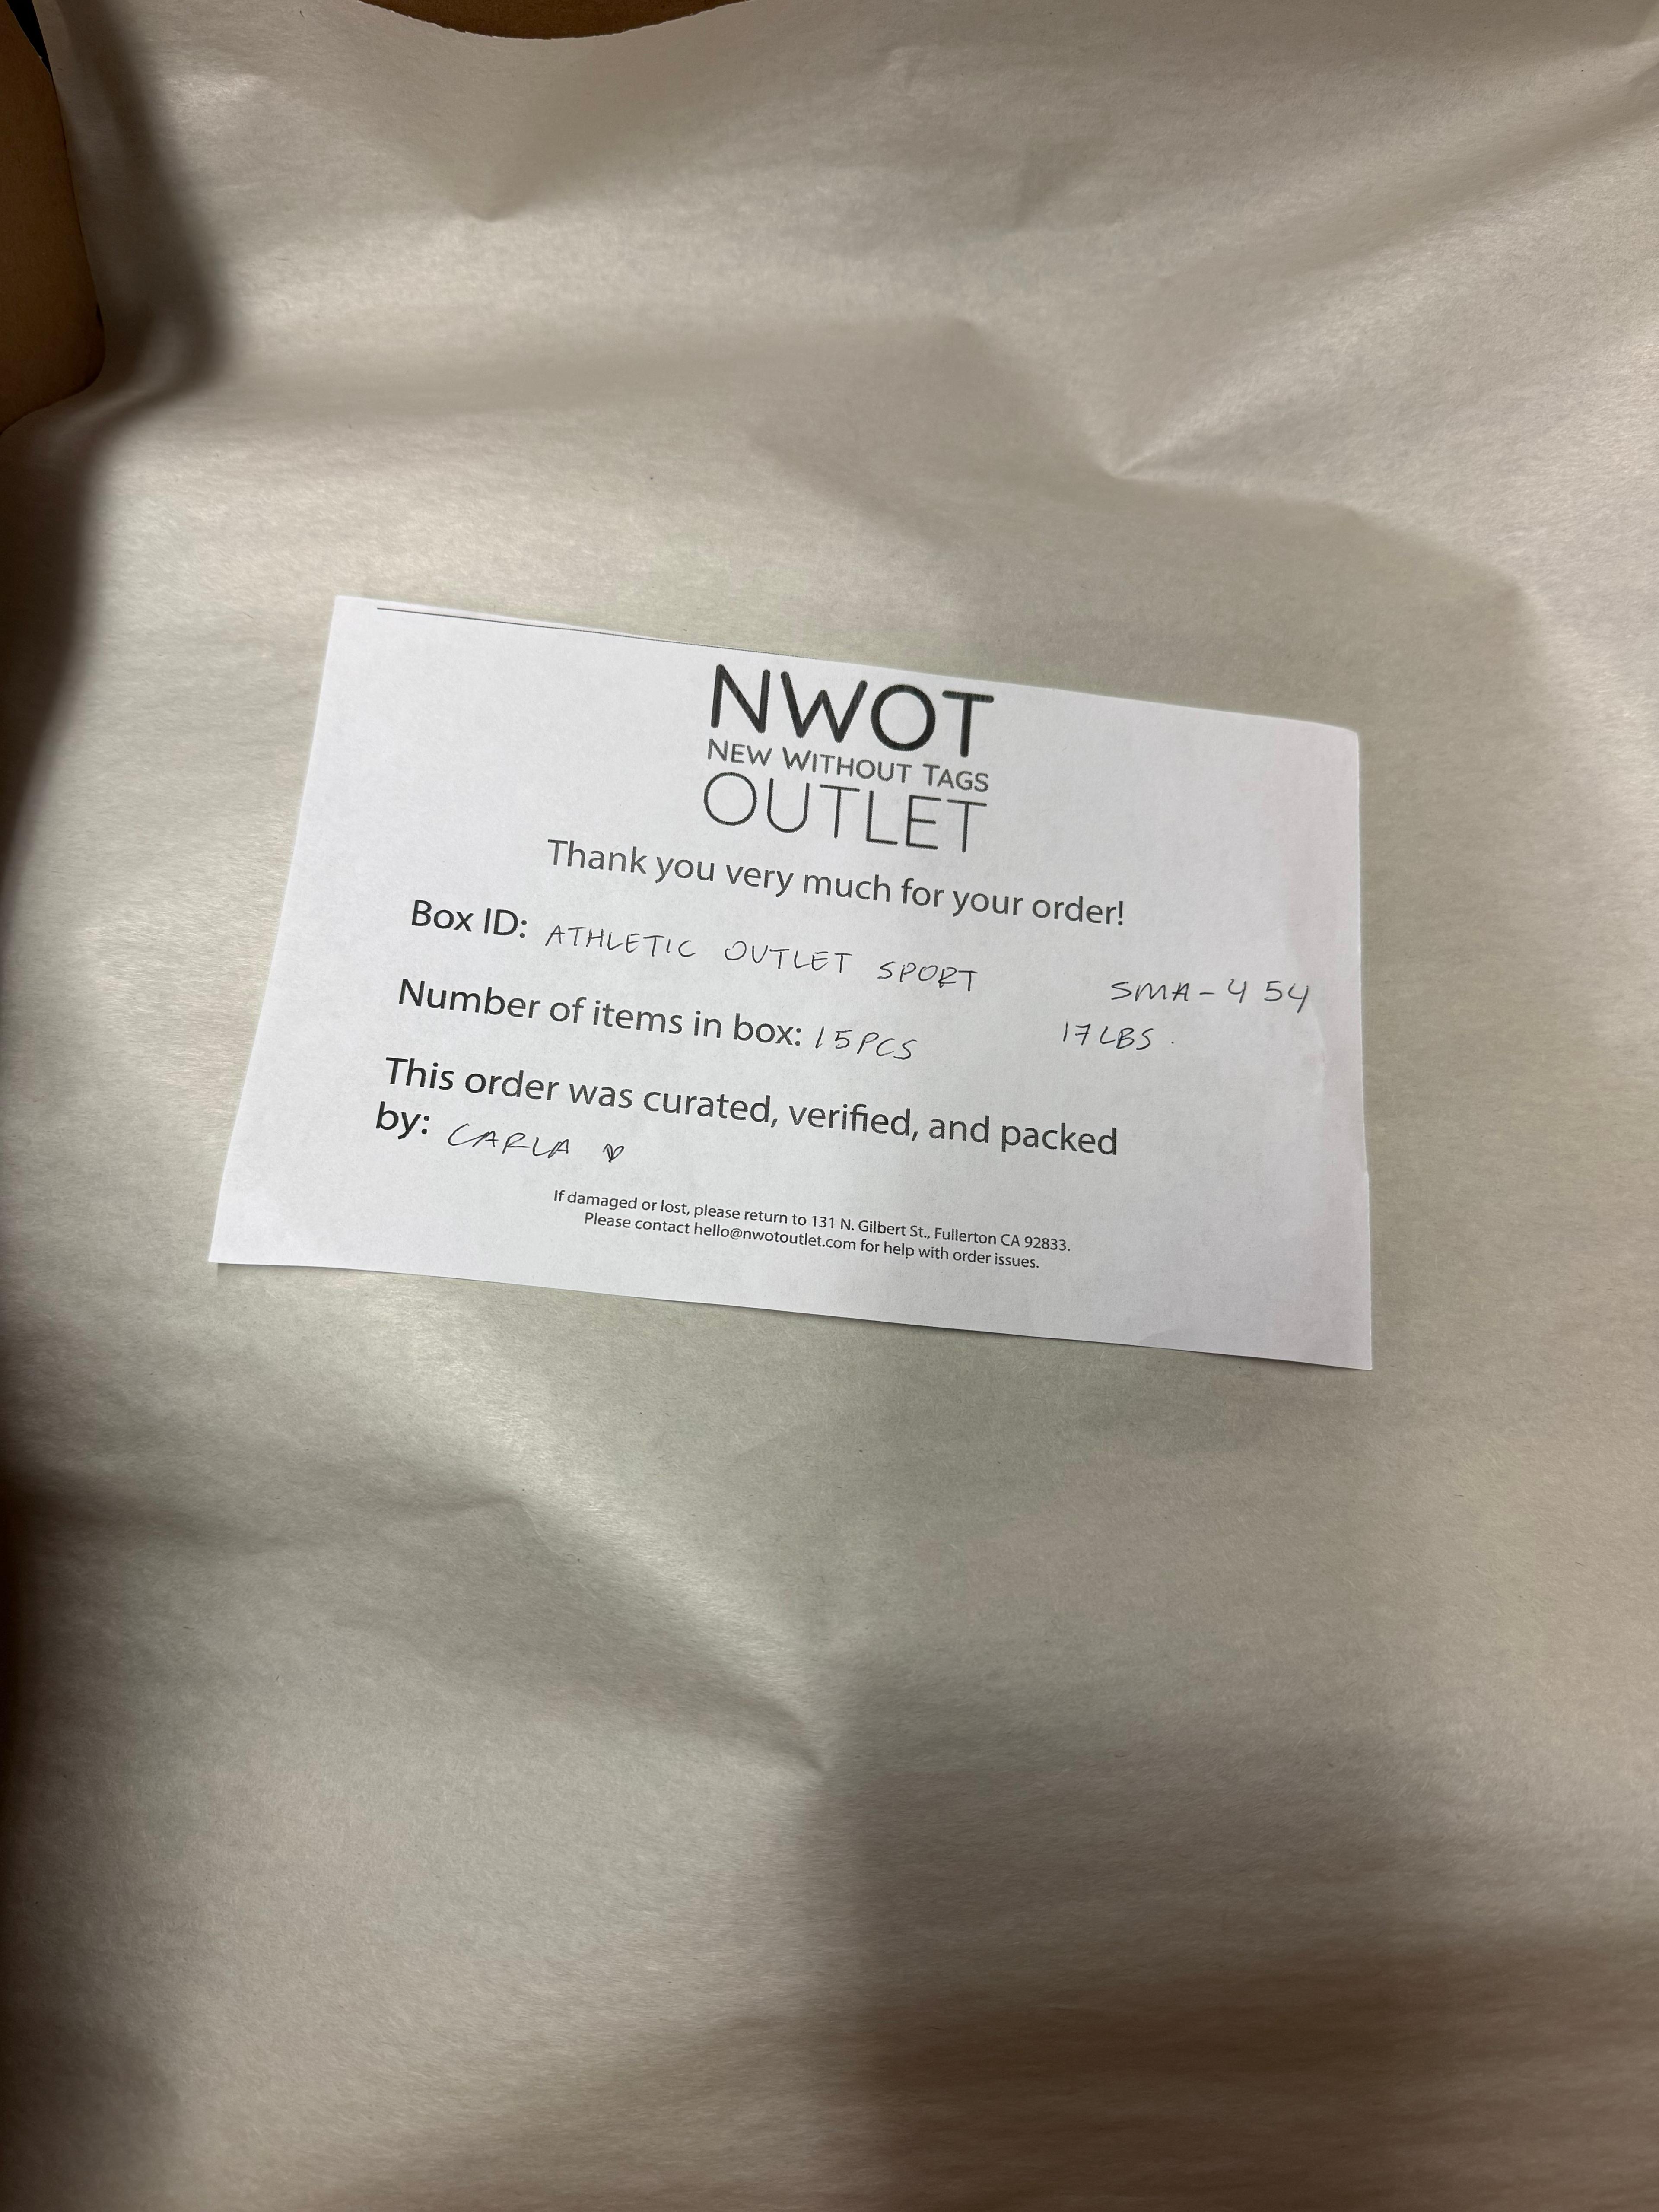 NWOT
NEW WITHOUT TAGS
OUTLET
Thank you very much for your order!
Box ID: ATHLETIC OUTLET SPORT SMA-454
Number of items in box: 15PCS 17LBS.
This order was curated, verified, and packed
by: CARLA ♥
If damaged or lost, please return to 131 N. Gilbert St., Fullerton CA 92833.
Please contact hello@nwotoutlet.com for help with order issues.